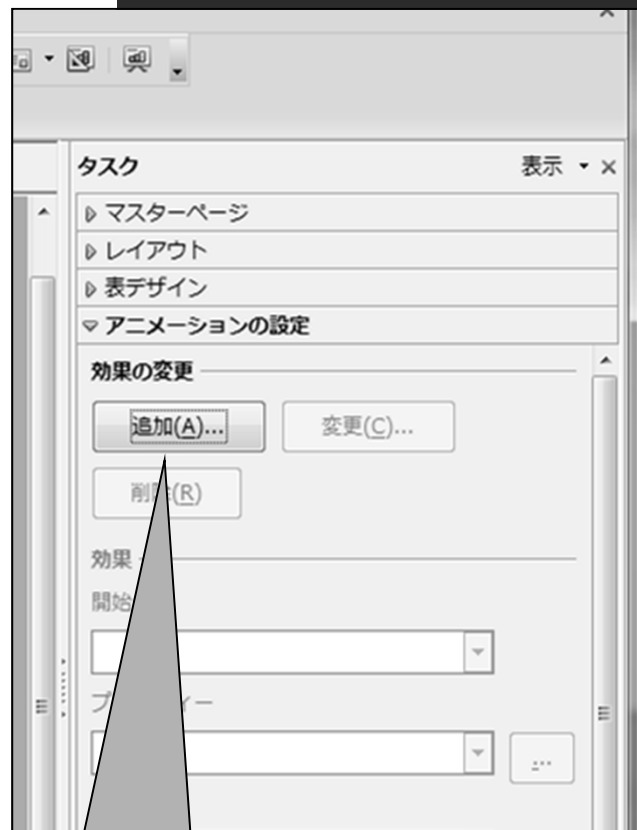 タスク 表示
マスターページ
レイアウト
表デザイン
アニメーションの設定
効果の変更
追加(A)... 変更(C)...
(R)
効果
開始
...